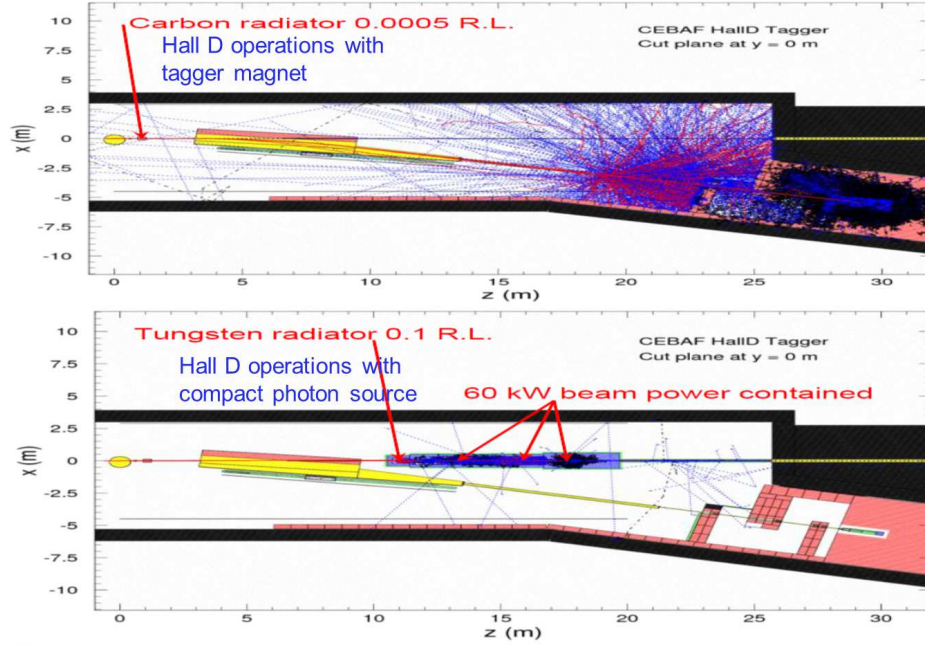 Carbon radiator 0.0005 R.L.
Hall D operations with
tagger magnet
CEBAF HallD Tagger
Cut plane at y = 0 m
10
7.5
5
2.5
0
-2.5
-5
-7.5
-10
x (m)
0 5 10 15 20 25 30
z (m)
Tungsten radiator 0.1 R.L.
Hall D operations with
compact photon source
CEBAF HallD Tagger
Cut plane at y = 0 m
60 kW beam power contained
10
7.5
5
2.5
0
-2.5
-5
-7.5
-10
x (m)
0 5 10 15 20 25 30
z (m)